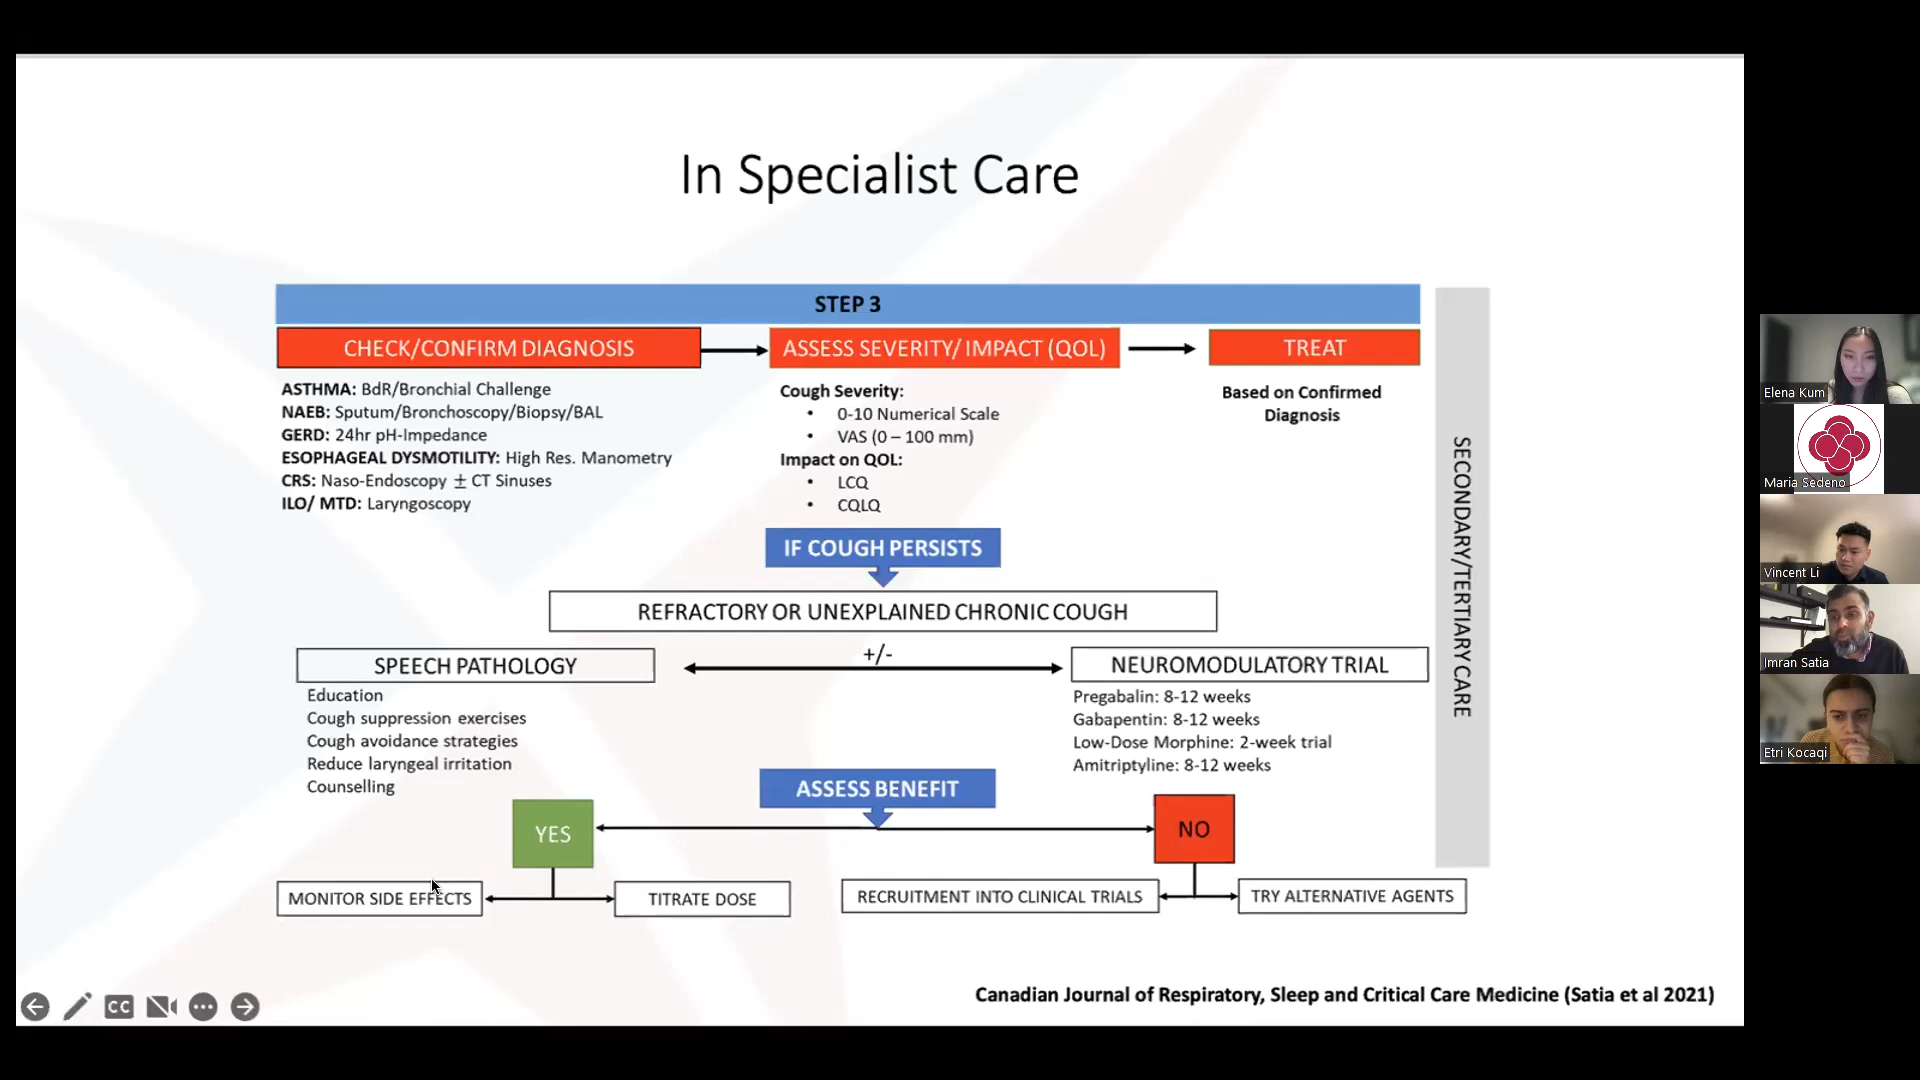 In Specialist Care
STEP 3
CHECK/CONFIRM DIAGNOSIS
ASSESS SEVERITY/ IMPACT (QOL)
TREAT
ASTHMA: BdR/Bronchial Challenge
NAEB: Sputum/Bronchoscopy/Biopsy/BAL
GERD: 24hr pH-Impedance
ESOPHAGEAL DYSMOTILITY: High Res. Manometry
CRS: Naso-Endoscopy ± CT Sinuses
ILO/ MTD: Laryngoscopy
Cough Severity:
• 0-10 Numerical Scale
• VAS (0 – 100 mm)
Impact on QOL:
• LCQ
• CQLQ
Based on Confirmed
Diagnosis
IF COUGH PERSISTS
REFRACTORY OR UNEXPLAINED CHRONIC COUGH
SPEECH PATHOLOGY
+/-
NEUROMODULATORY TRIAL
Education
Cough suppression exercises
Cough avoidance strategies
Reduce laryngeal irritation
Counselling
Pregabalin: 8-12 weeks
Gabapentin: 8-12 weeks
Low-Dose Morphine: 2-week trial
Amitriptyline: 8-12 weeks
ASSESS BENEFIT
YES
NO
MONITOR SIDE EFFECTS
TITRATE DOSE
RECRUITMENT INTO CLINICAL TRIALS
TRY ALTERNATIVE AGENTS
SECONDARY/TERTIARY CARE
Canadian Journal of Respiratory, Sleep and Critical Care Medicine (Satia et al 2021)
CC
Elena Kum
Maria Sedeno
Vincent Li
Imran Satia
Etri Kocaqi